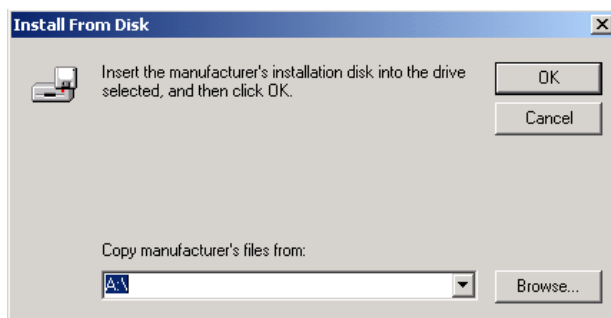 Install From Disk
Insert the manufacturer's installation disk into the drive
selected, and then click OK.
OK
Cancel
Copy manufacturer's files from:
A:\
Browse...